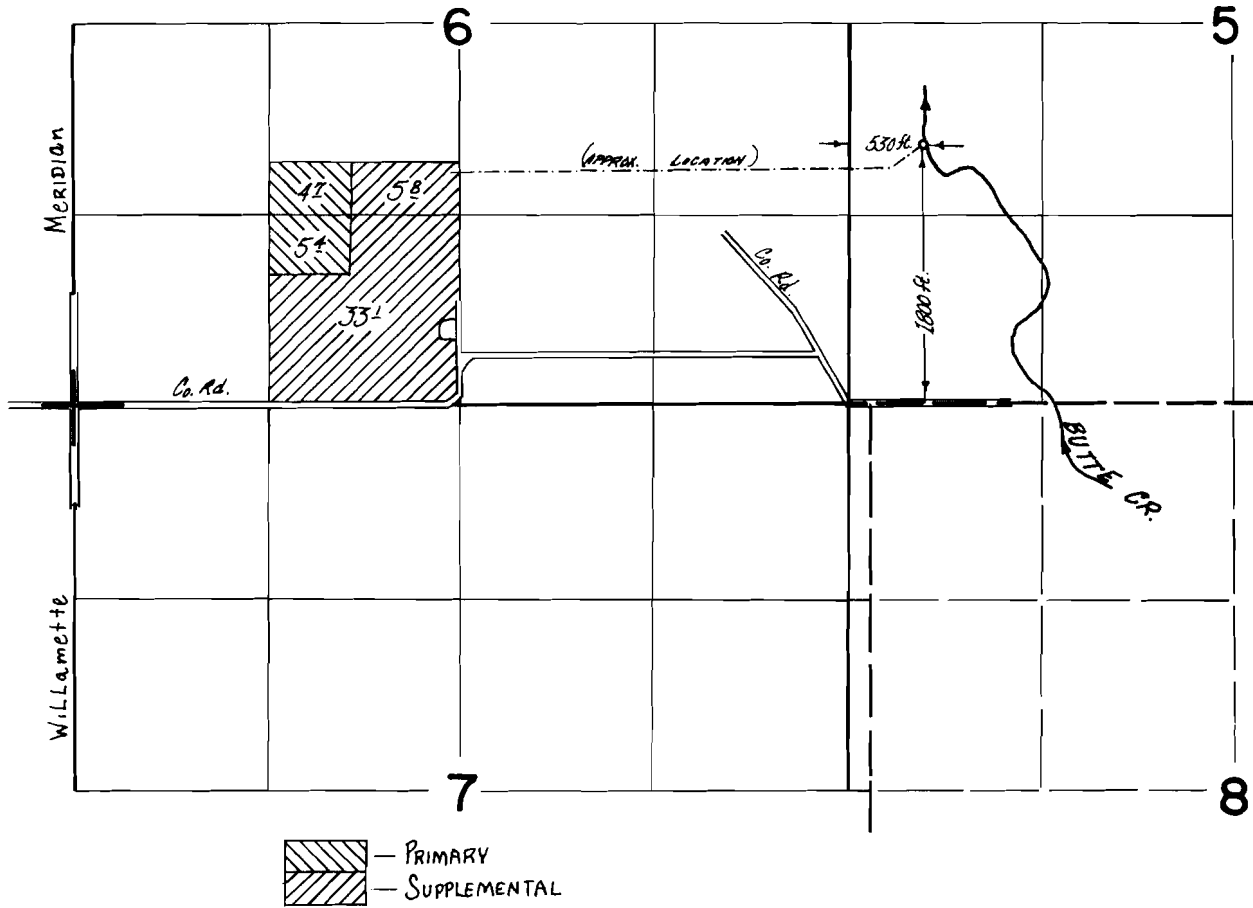 6
5
MERIDIAN
530 ft.
(APPROX. LOCATION)
4.7
5.8
5.4
33.1
Co. Rd.
1800 ft.
Co. Rd.
BUTTE CR.
WiLLamette
7
8
— PRIMARY
— SUPPLEMENTAL